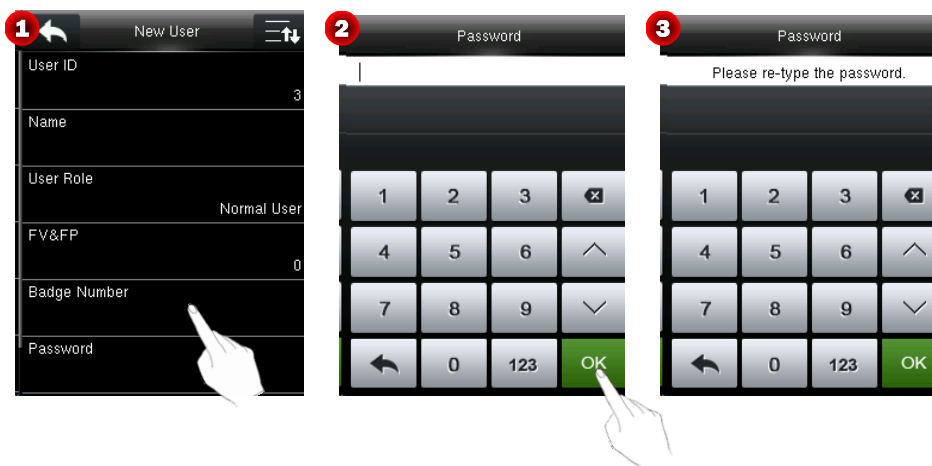 1
New User
User ID
3
Name
User Role
Normal User
FV&FP
0
Badge Number
Password
2
Password
1 2 3
4 5 6
7 8 9
0 123 OK
3
Password
Please re-type the password.
1 2 3
4 5 6
7 8 9
0 123 OK